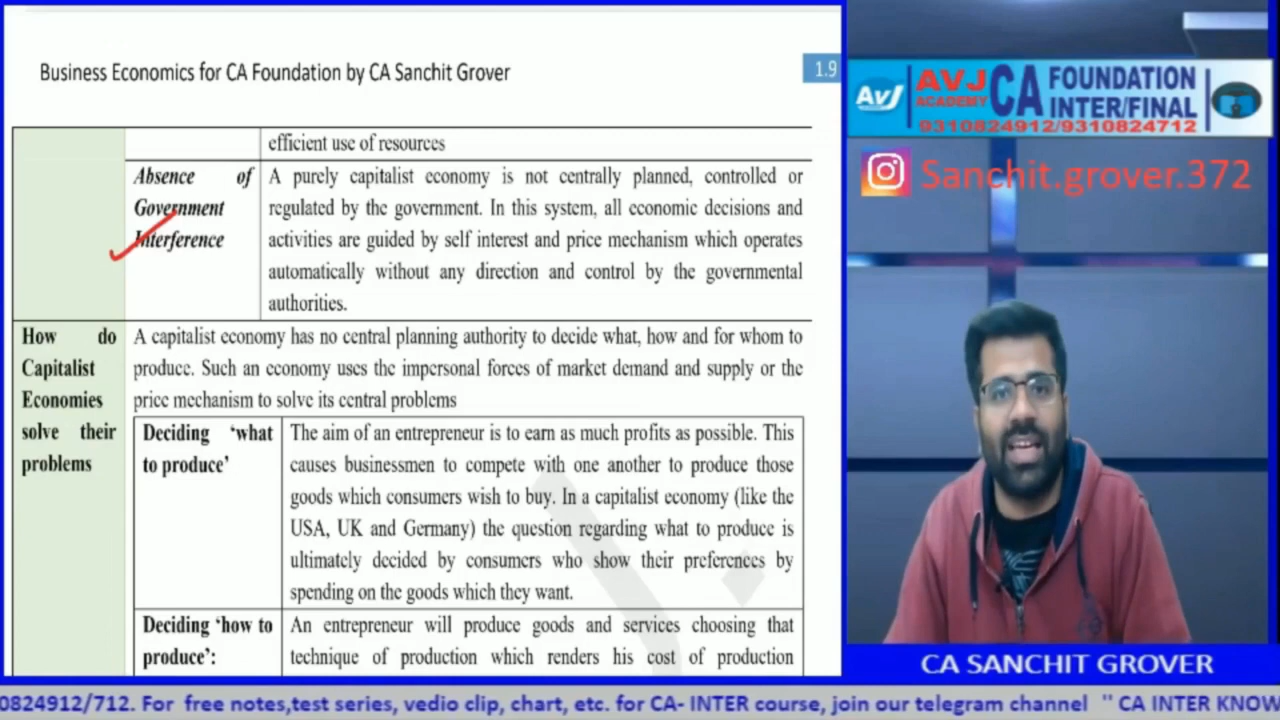 Business Economics for CA Foundation by CA Sanchit Grover
1.9
efficient use of resources
Absence of
Government
Interference
A purely capitalist economy is not centrally planned, controlled or
regulated by the government. In this system, all economic decisions and
activities are guided by self interest and price mechanism which operates
automatically without any direction and control by the governmental
authorities.
How do
Capitalist
Economies
solve their
problems
A capitalist economy has no central planning authority to decide what, how and for whom to
produce. Such an economy uses the impersonal forces of market demand and supply or the
price mechanism to solve its central problems
Deciding 'what
to produce'
The aim of an entrepreneur is to earn as much profits as possible. This
causes businessmen to compete with one another to produce those
goods which consumers wish to buy. In a capitalist economy (like the
USA, UK and Germany) the question regarding what to produce is
ultimately decided by consumers who show their preferences by
spending on the goods which they want.
Deciding 'how to
produce':
An entrepreneur will produce goods and services choosing that
technique of production which renders his cost of production
AVJ
AVJ
ACADEMY
CA
FOUNDATION
INTER/FINAL
9310824912/9310824712
Sanchit.grover.372
CA SANCHIT GROVER
0824912/712. For free notes,test series, vedio clip, chart, etc. for CA- INTER course, join our telegram channel " CA INTER KNOW